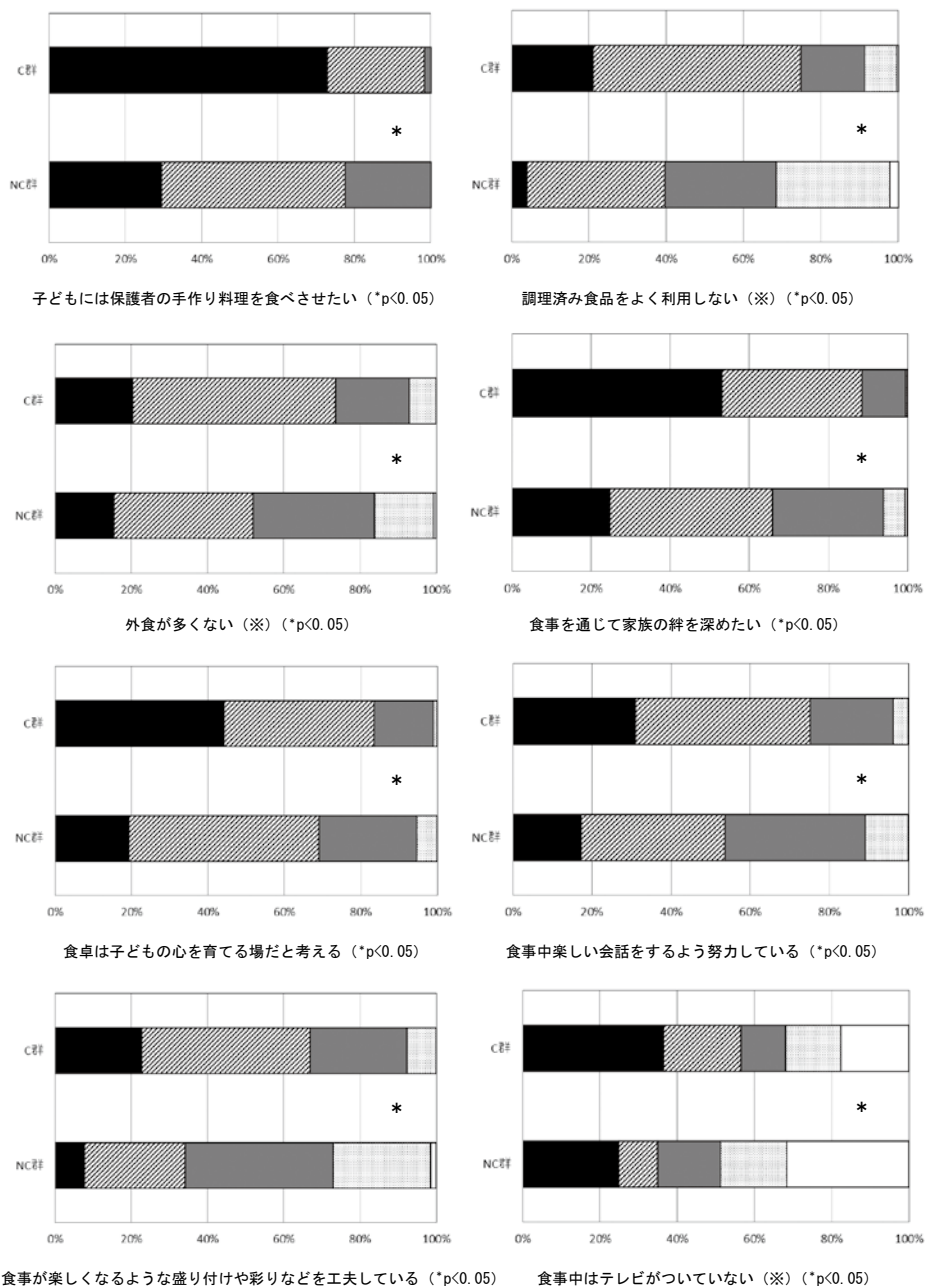 C群
*
NC群
0% 20% 40% 60% 80% 100%
子どもには保護者の手作り料理を食べさせたい（*p<0.05）
C群
*
NC群
0% 20% 40% 60% 80% 100%
調理済み食品をよく利用しない（※）（*p<0.05）
C群
*
NC群
0% 20% 40% 60% 80% 100%
外食が多くない（※）（*p<0.05）
C群
*
NC群
0% 20% 40% 60% 80% 100%
食事を通じて家族の絆を深めたい（*p<0.05）
C群
*
NC群
0% 20% 40% 60% 80% 100%
食卓は子どもの心を育てる場だと考える（*p<0.05）
C群
*
NC群
0% 20% 40% 60% 80% 100%
食事中楽しい会話をするよう努力している（*p<0.05）
C群
*
NC群
0% 20% 40% 60% 80% 100%
食事が楽しくなるような盛り付けや彩りなどを工夫している（*p<0.05）
C群
*
NC群
0% 20% 40% 60% 80% 100%
食事中はテレビがついていない（※）（*p<0.05）